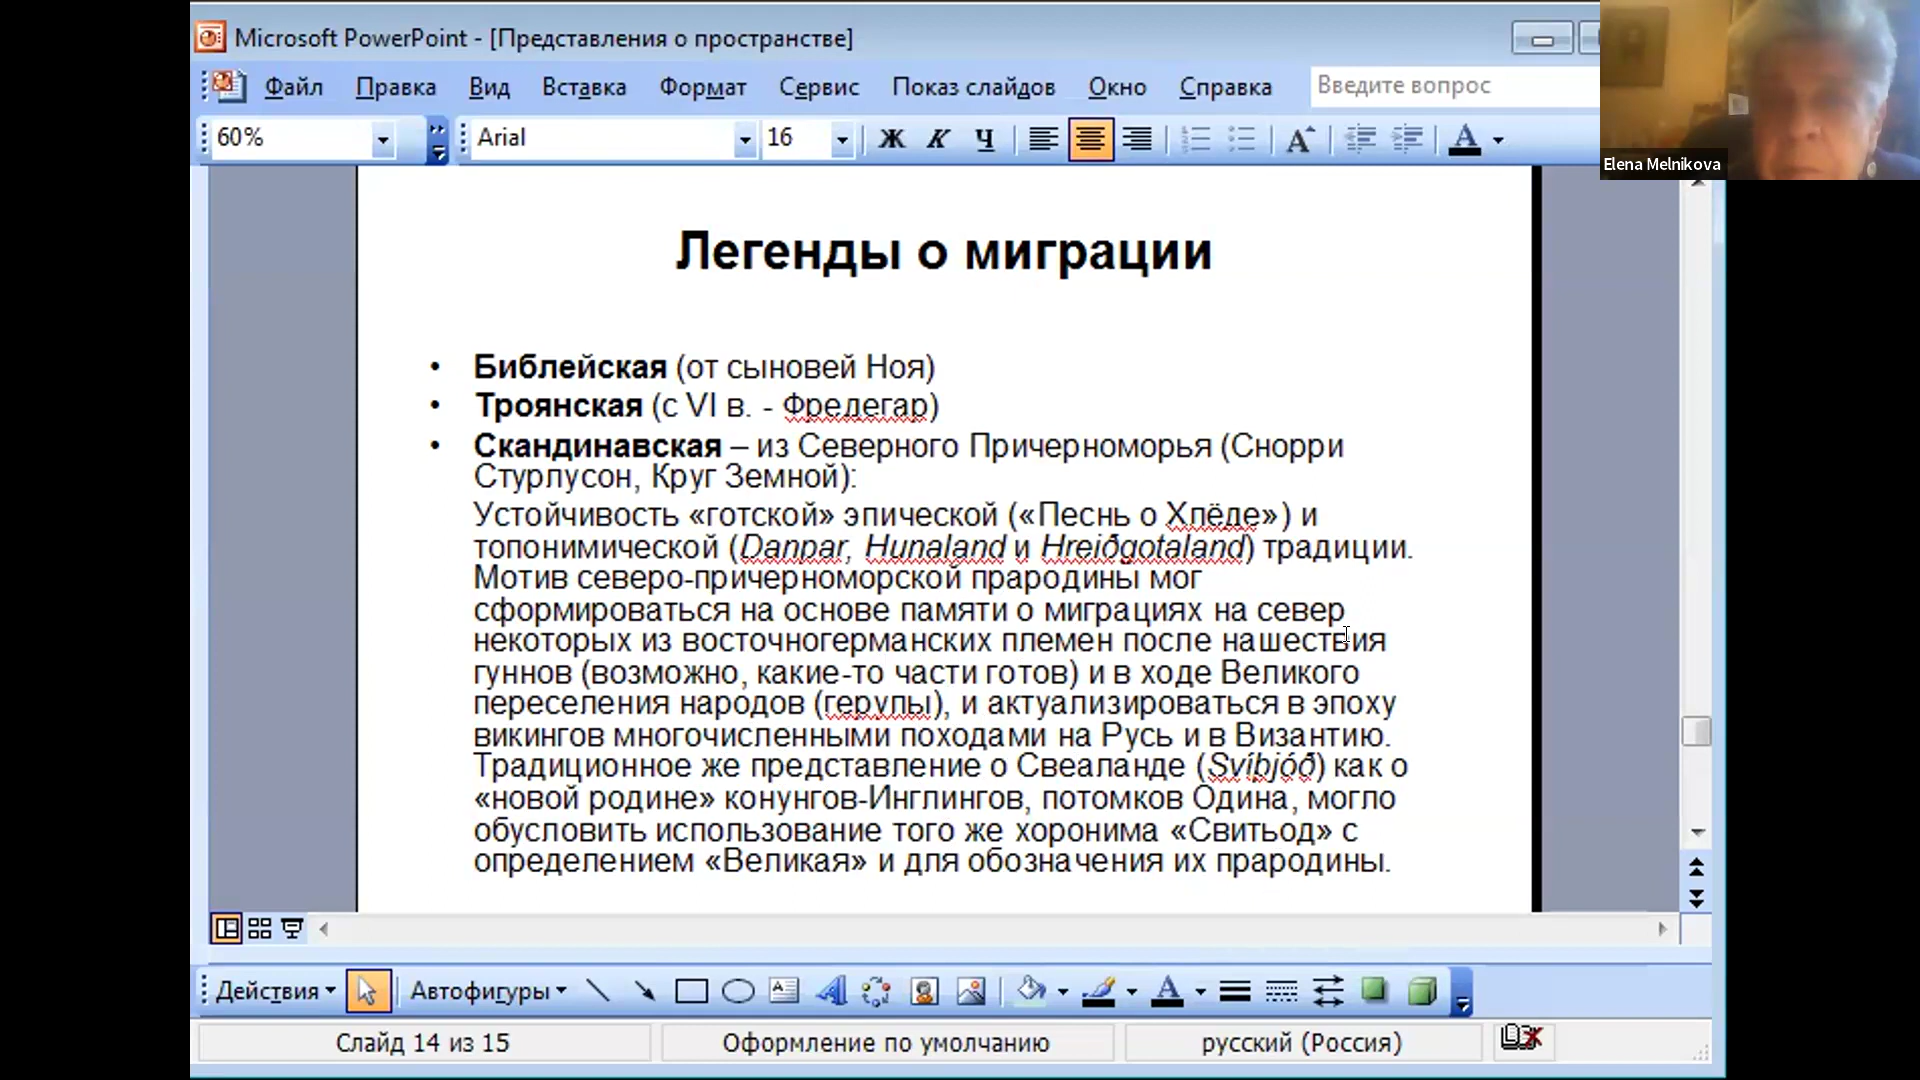 Microsoft PowerPoint - [Представления о пространстве]
Файл Правка Вид Вставка Формат Сервис Показ слайдов Окно Справка Введите вопрос
60% Arial 16 Ж К Ч
Elena Melnikova
Легенды о миграции
• Библейская (от сыновей Ноя)
• Троянская (с VI в. - Фредегар)
• Скандинавская – из Северного Причерноморья (Снорри
Стурлусон, Круг Земной):
Устойчивость «готской» эпической («Песнь о Хлёде») и
топонимической (Danpar, Hunaland и Hreiðgotaland) традиции.
Мотив северо-причерноморской прародины мог
сформироваться на основе памяти о миграциях на север
некоторых из восточногерманских племен после нашествия
гуннов (возможно, какие-то части готов) и в ходе Великого
переселения народов (герулы), и актуализироваться в эпоху
викингов многочисленными походами на Русь и в Византию.
Традиционное же представление о Свеаланде (Svíþjóð) как о
«новой родине» конунгов-Инглингов, потомков Одина, могло
обусловить использование того же хоронима «Свитьод» с
определением «Великая» и для обозначения их прародины.
Действия Автофигуры
Слайд 14 из 15 Оформление по умолчанию русский (Россия)